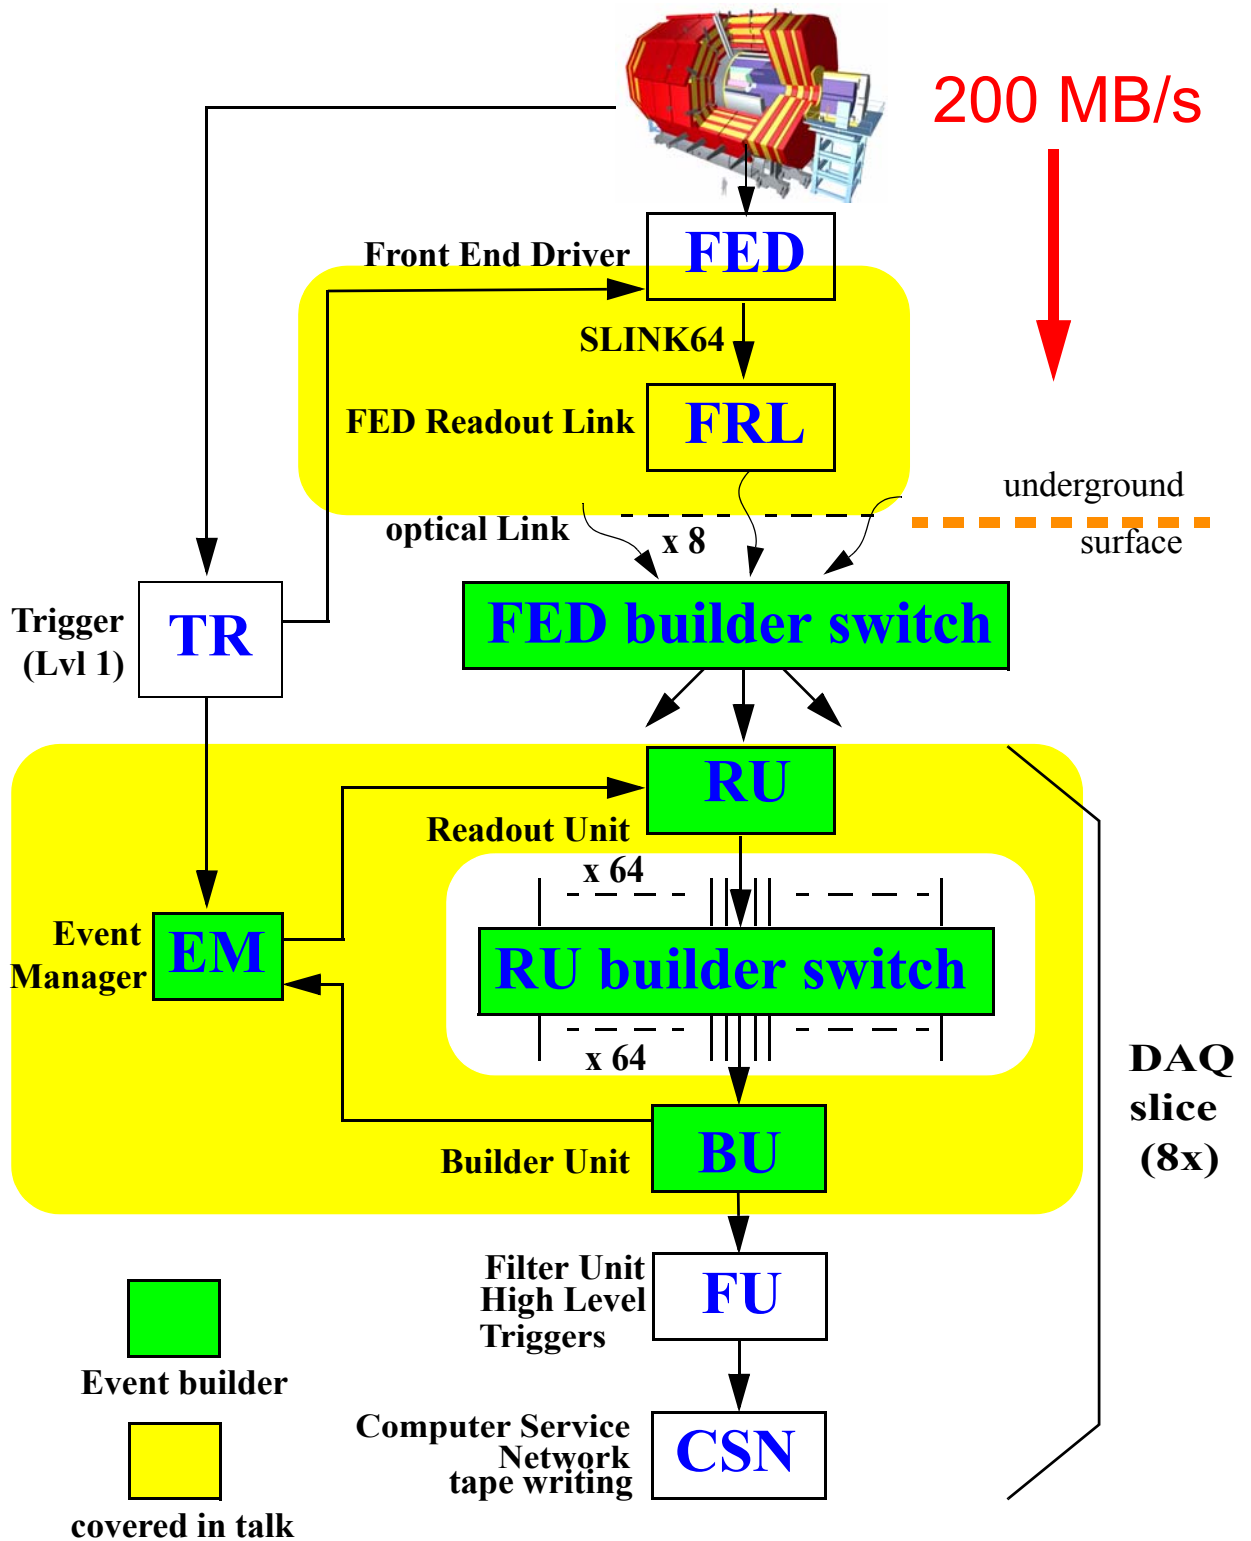 200 MB/s
Front End Driver
FED
SLINK64
FED Readout Link
FRL
underground
optical Link
x 8
surface
FED builder switch
Trigger
(Lvl 1)
TR
RU
Readout Unit
x 64
Event
Manager
EM
RU builder switch
x 64
DAQ
slice
(8x)
Builder Unit
BU
Filter Unit
High Level
Triggers
FU
Event builder
Computer Service
Network
tape writing
CSN
covered in talk